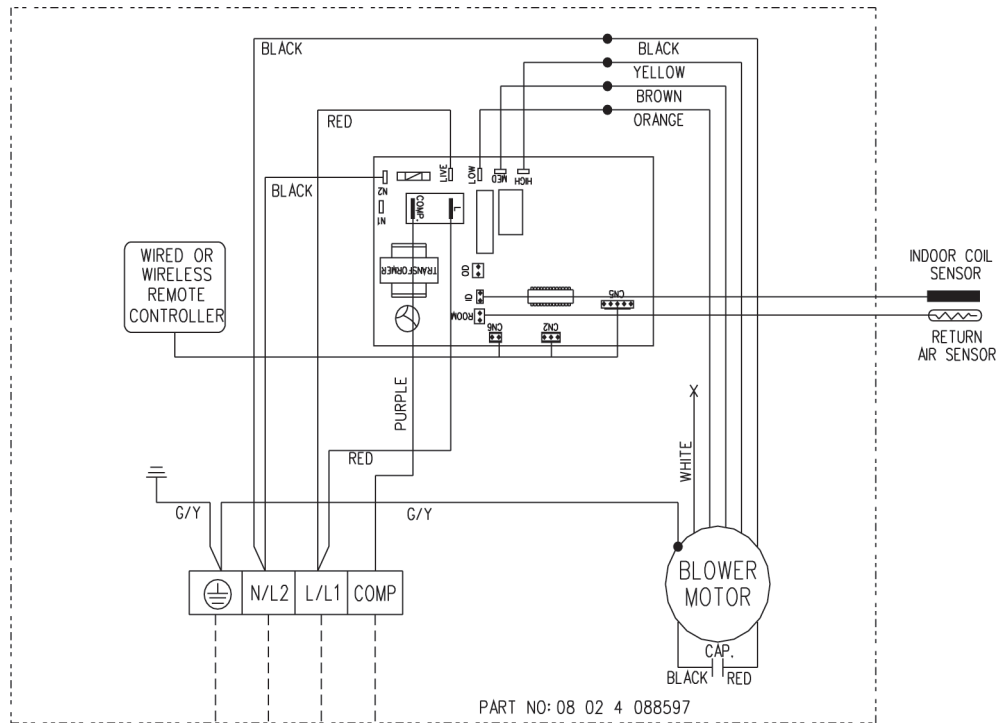 BLACK
BLACK
YELLOW
BROWN
ORANGE
RED
BLACK
N2
N1
LIVE
LOW
MED
HIGH
COMP.
L
TRANSFORMER
OD
ID
ROOM
CN6
CN2
CN5
WIRED OR
WIRELESS
REMOTE
CONTROLLER
INDOOR COIL
SENSOR
RETURN
AIR SENSOR
PURPLE
RED
WHITE
X
G/Y
G/Y
N/L2
L/L1
COMP
BLOWER
MOTOR
CAP.
BLACK
RED
PART NO: 08 02 4 088597